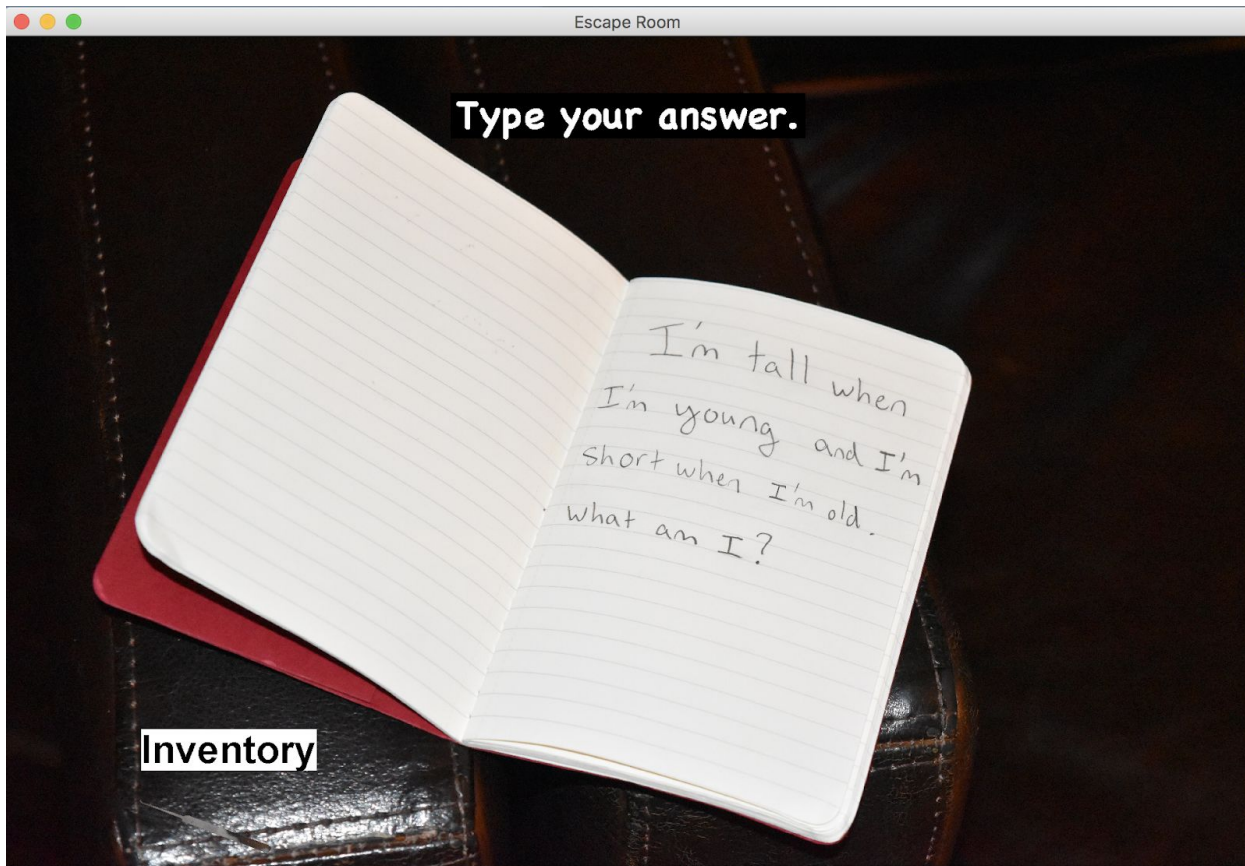 Escape Room
Type your answer.
I'm tall when
I'm young and I'm
short when I'm old.
what am I?
Inventory